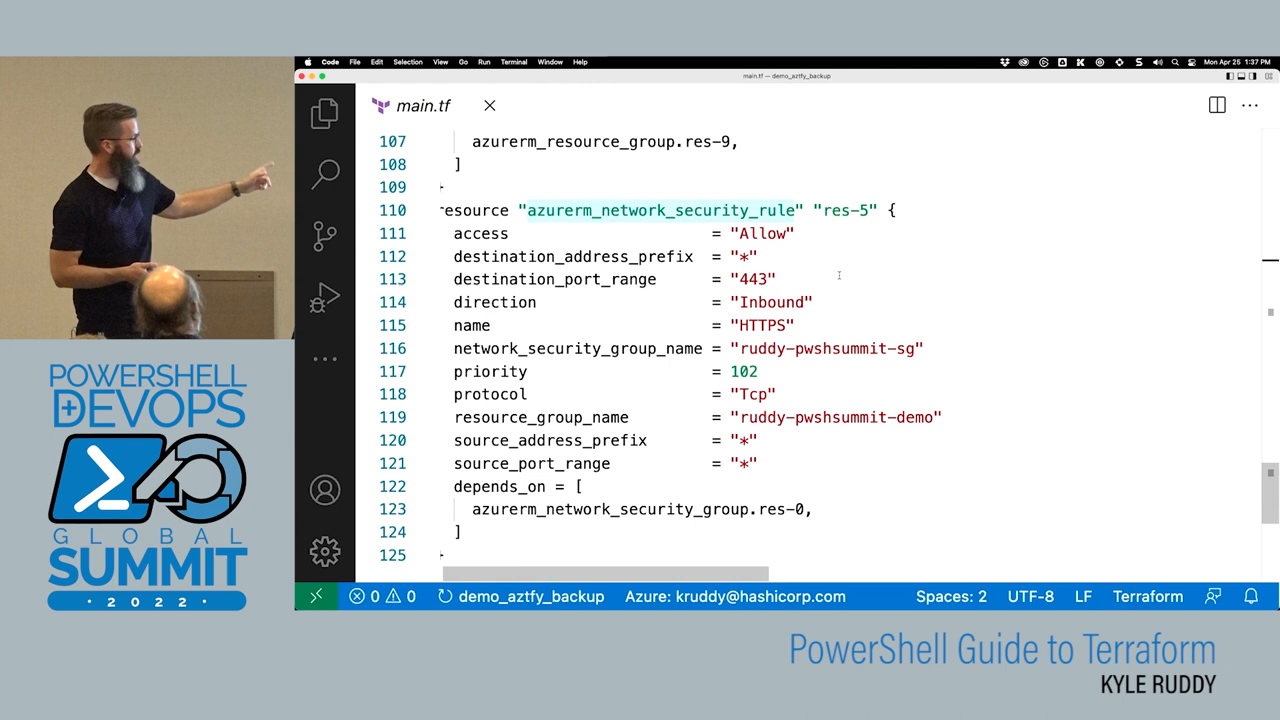 Code File Edit Selection View Go Run Terminal Window Help
Mon Apr 25 1:37 PM
main.tf — demo_aztfy_backup
main.tf
107 azurerm_resource_group.res-9,
108 ]
109
110 resource "azurerm_network_security_rule" "res-5" {
111 access = "Allow"
112 destination_address_prefix = "*"
113 destination_port_range = "443"
114 direction = "Inbound"
115 name = "HTTPS"
116 network_security_group_name = "ruddy-pwshsummit-sg"
117 priority = 102
118 protocol = "Tcp"
119 resource_group_name = "ruddy-pwshsummit-demo"
120 source_address_prefix = "*"
121 source_port_range = "*"
122 depends_on = [
123 azurerm_network_security_group.res-0,
124 ]
125
0 0 demo_aztfy_backup Azure: kruddy@hashicorp.com Spaces: 2 UTF-8 LF Terraform
POWERSHELL
+DEVOPS
GLOBAL
SUMMIT
· 2022 ·
PowerShell Guide to Terraform
KYLE RUDDY